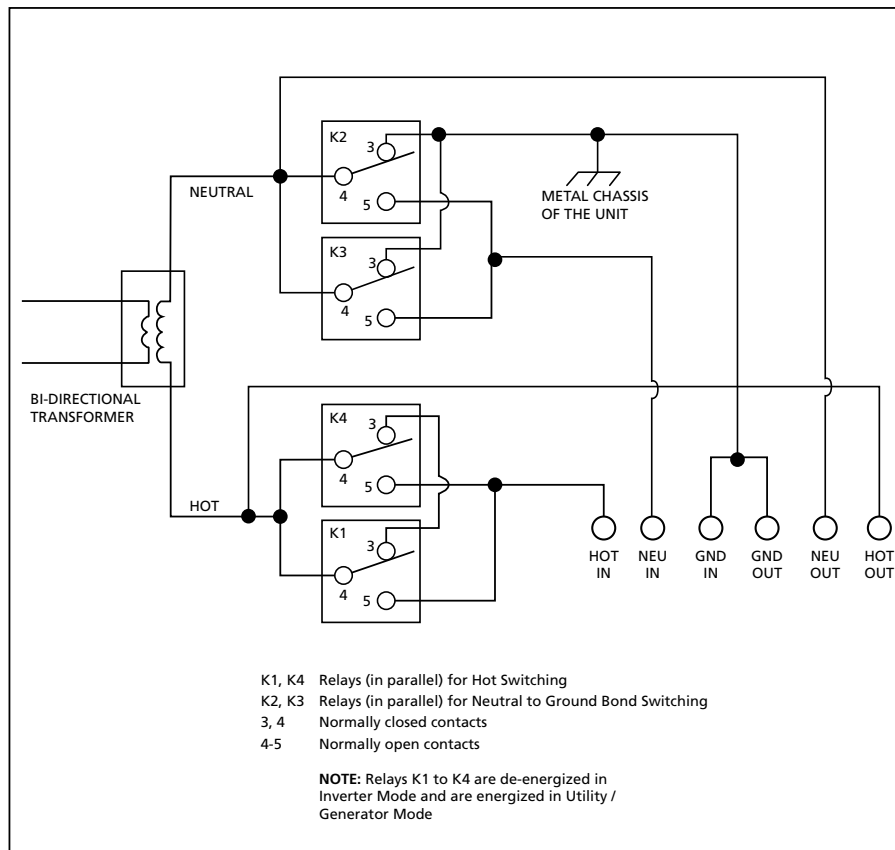 K2
3
4
5
NEUTRAL
METAL CHASSIS
OF THE UNIT
K3
3
4
5
BI-DIRECTIONAL
TRANSFORMER
K4
3
4
5
HOT
K1
3
4
5
HOT
IN
NEU
IN
GND
IN
GND
OUT
NEU
OUT
HOT
OUT
K1, K4 Relays (in parallel) for Hot Switching
K2, K3 Relays (in parallel) for Neutral to Ground Bond Switching
3, 4 Normally closed contacts
4-5 Normally open contacts
NOTE: Relays K1 to K4 are de-energized in
Inverter Mode and are energized in Utility /
Generator Mode